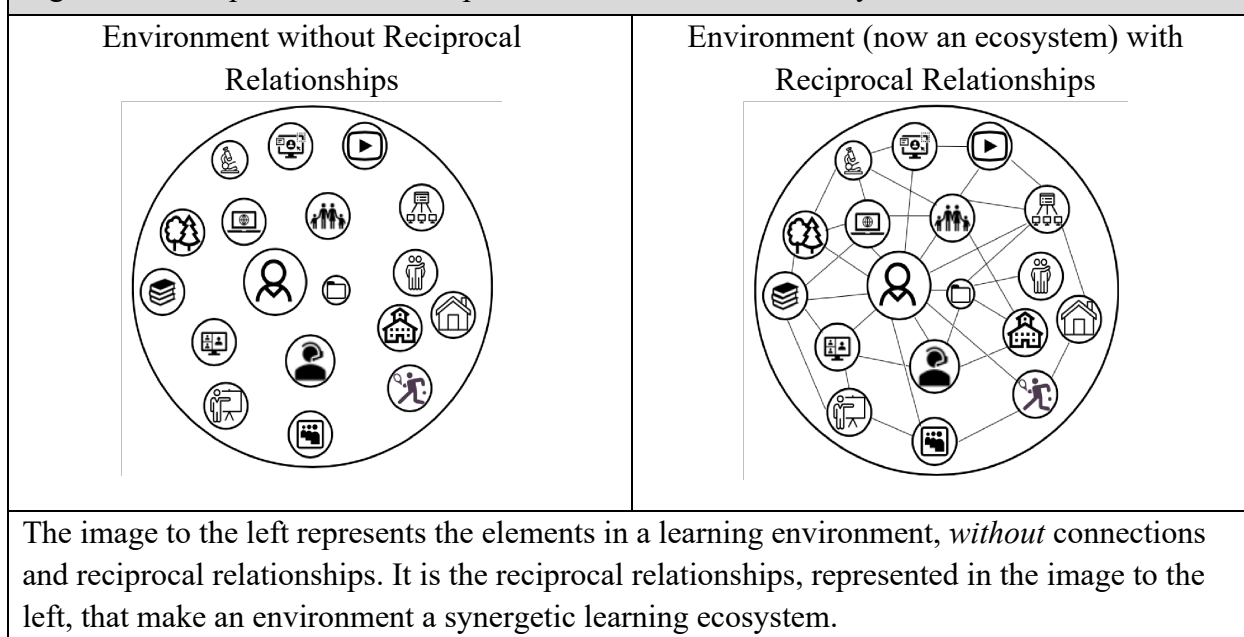 Environment without Reciprocal
Relationships
Environment (now an ecosystem) with
Reciprocal Relationships
The image to the left represents the elements in a learning environment, without connections
and reciprocal relationships. It is the reciprocal relationships, represented in the image to the
left, that make an environment a synergetic learning ecosystem.